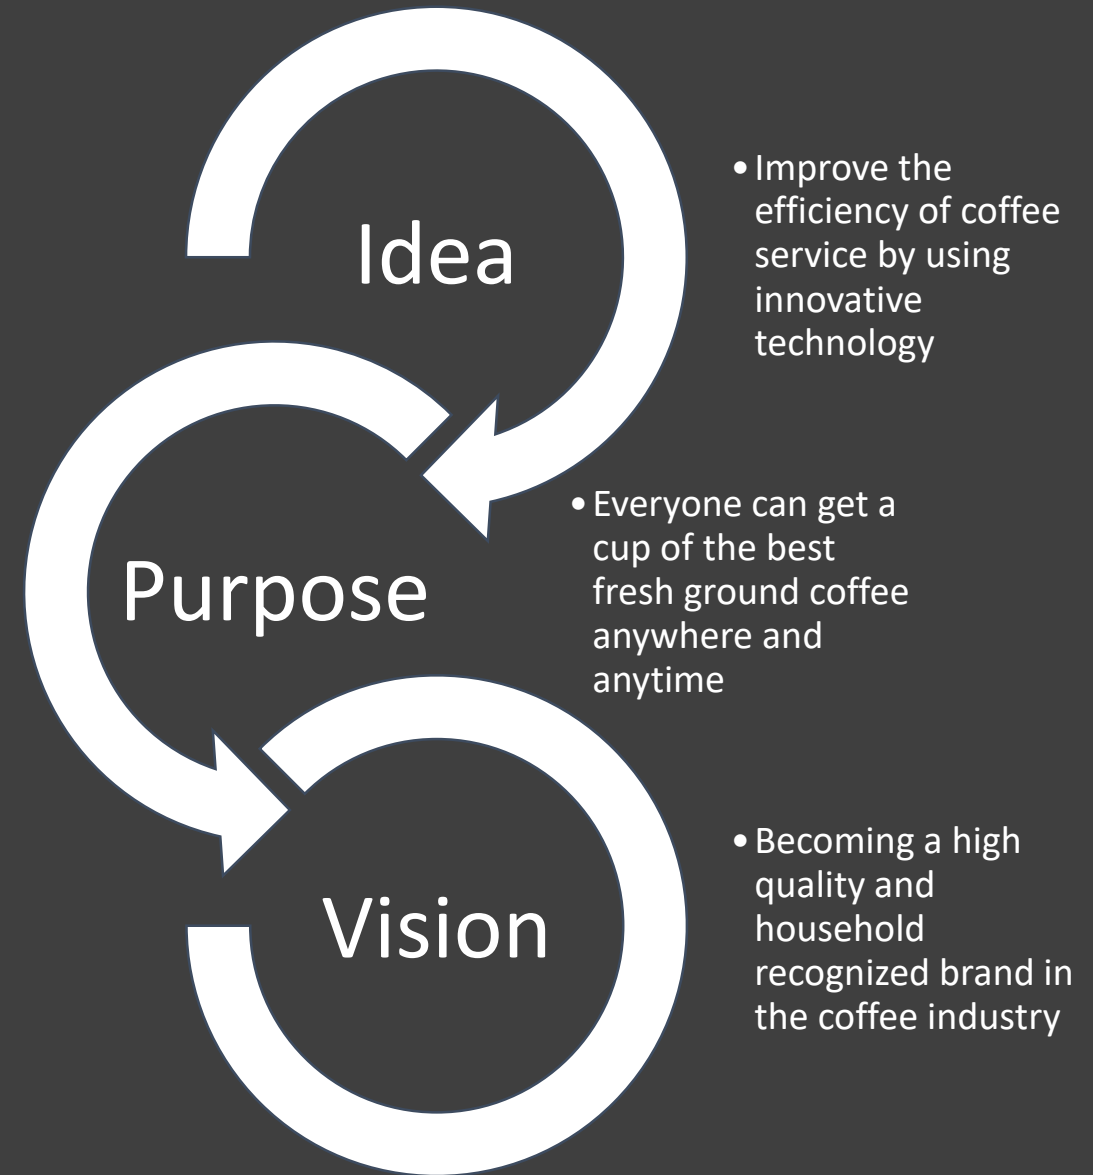 Idea
• Improve the
efficiency of coffee
service by using
innovative
technology
Purpose
• Everyone can get a
cup of the best
fresh ground coffee
anywhere and
anytime
Vision
• Becoming a high
quality and
household
recognized brand in
the coffee industry